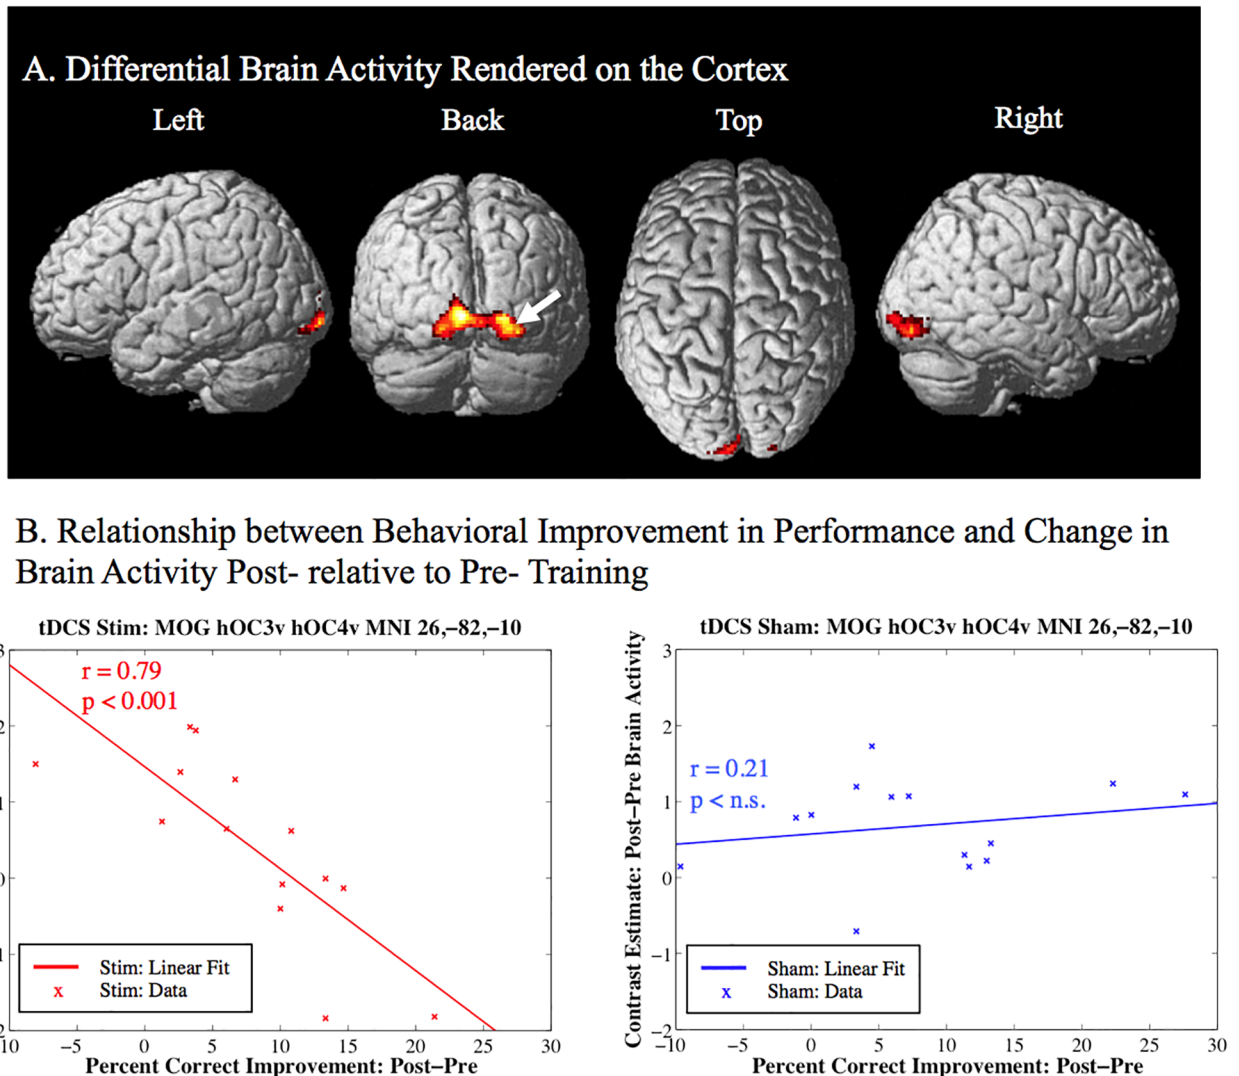 A. Differential Brain Activity Rendered on the Cortex
Left Back Top Right
B. Relationship between Behavioral Improvement in Performance and Change in
Brain Activity Post- relative to Pre- Training
tDCS Stim: MOG hOC3v hOC4v MNI 26,−82,−10
r = 0.79
p < 0.001
3
2
1
0
1
2
Stim: Linear Fit
x Stim: Data
10 −5 0 5 10 15 20 25 30
Percent Correct Improvement: Post−Pre
tDCS Sham: MOG hOC3v hOC4v MNI 26,−82,−10
Contrast Estimate: Post−Pre Brain Activity
r = 0.21
p < n.s.
3
2
1
0
−1
−2
Sham: Linear Fit
x Sham: Data
−10 −5 0 5 10 15 20 25 30
Percent Correct Improvement: Post−Pre